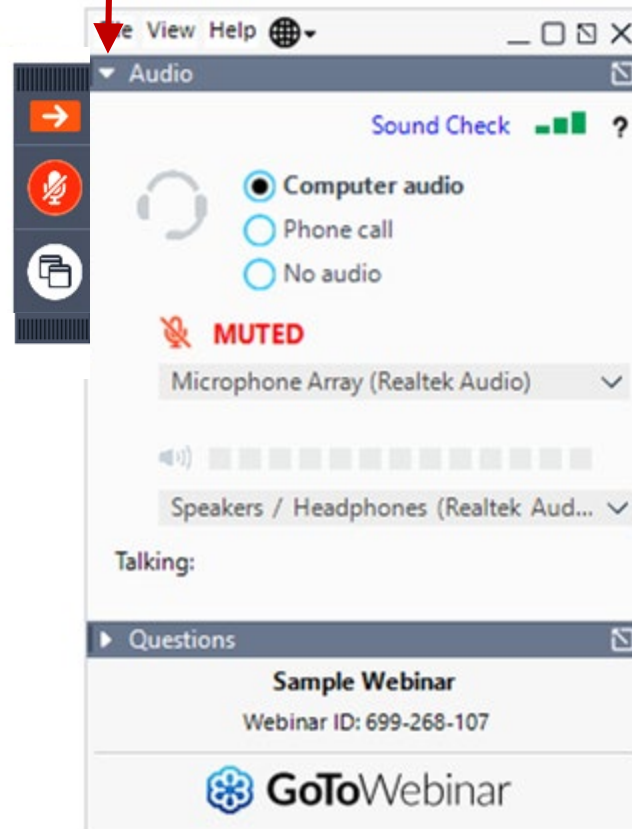 View Help
Audio
Sound Check ?
Computer audio
Phone call
No audio
MUTED
Microphone Array (Realtek Audio)
Speakers / Headphones (Realtek Aud...
Talking:
Questions
Sample Webinar
Webinar ID: 699-268-107
GoToWebinar